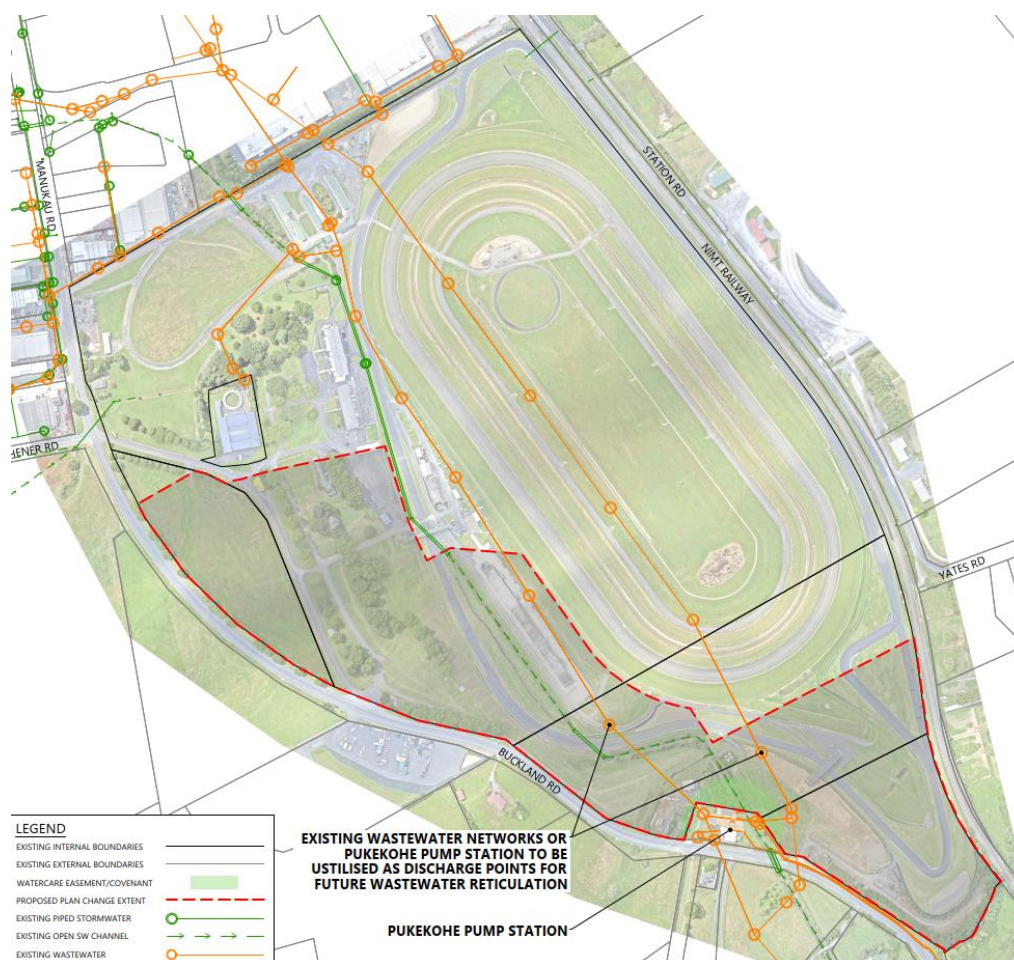 MANUKAU RD
STATION RD
NIMT RAILWAY
HENER RD
YATES RD
BUCKLAND RD
EXISTING WASTEWATER NETWORKS OR
PUKEKOHE PUMP STATION TO BE
USTILISED AS DISCHARGE POINTS FOR
FUTURE WASTEWATER RETICULATION
PUKEKOHE PUMP STATION
LEGEND
EXISTING INTERNAL BOUNDARIES
EXISTING EXTERNAL BOUNDARIES
WATERCARE EASEMENT/COVENANT
PROPOSED PLAN CHANGE EXTENT
EXISTING PIPED STORMWATER
EXISTING OPEN SW CHANNEL
EXISTING WASTEWATER